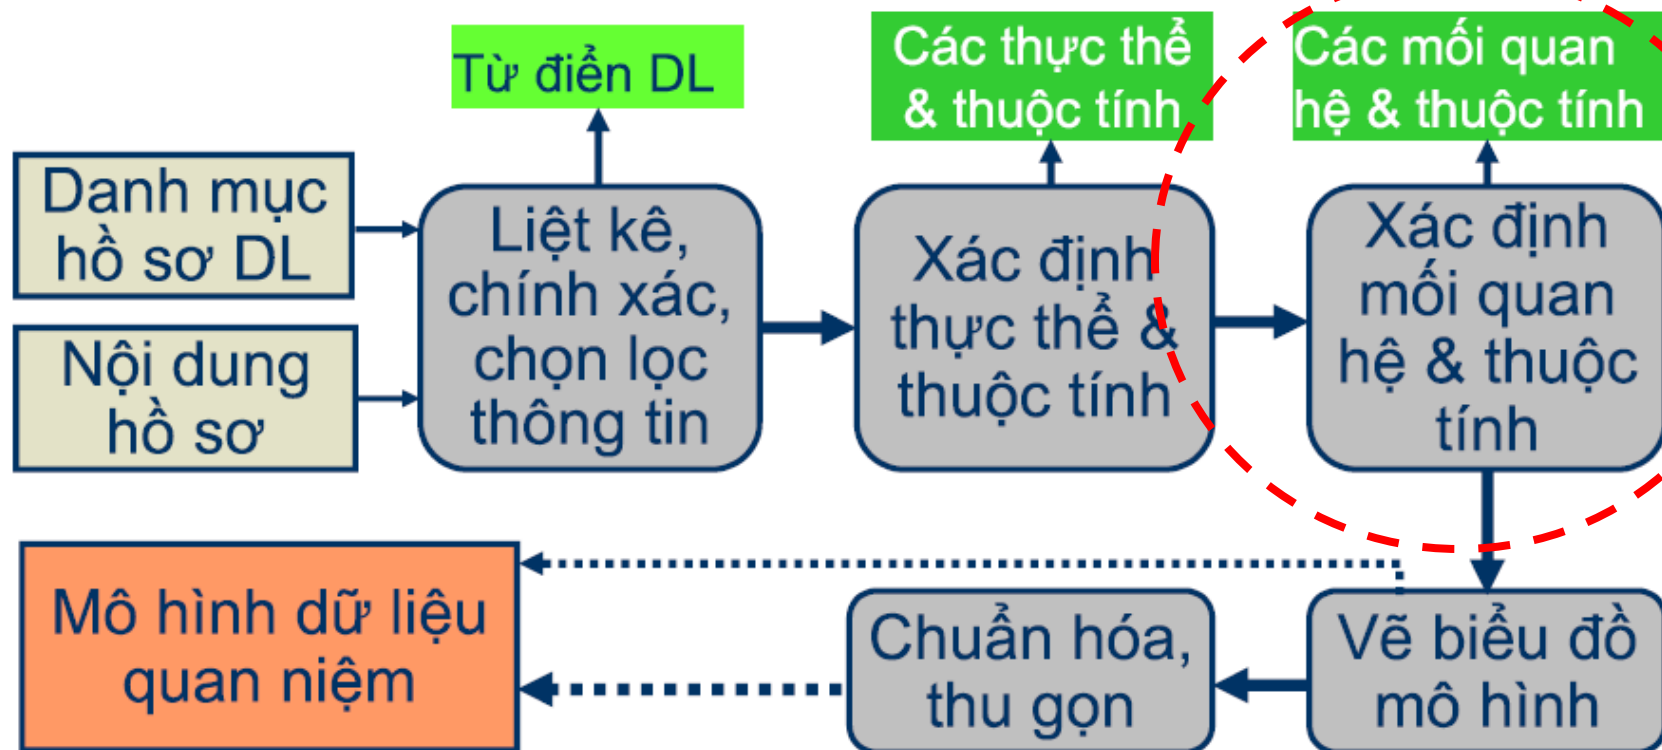 Từ điển DL
Các thực thể
& thuộc tính
Các mối quan
hệ & thuộc tính
Danh mục
hồ sơ DL
Nội dung
hồ sơ
Liệt kê,
chính xác,
chọn lọc
thông tin
Xác định
thực thể &
thuộc tính
Xác định
mối quan
hệ & thuộc
tính
Mô hình dữ liệu
quan niệm
Chuẩn hóa,
thu gọn
Vẽ biểu đồ
mô hình